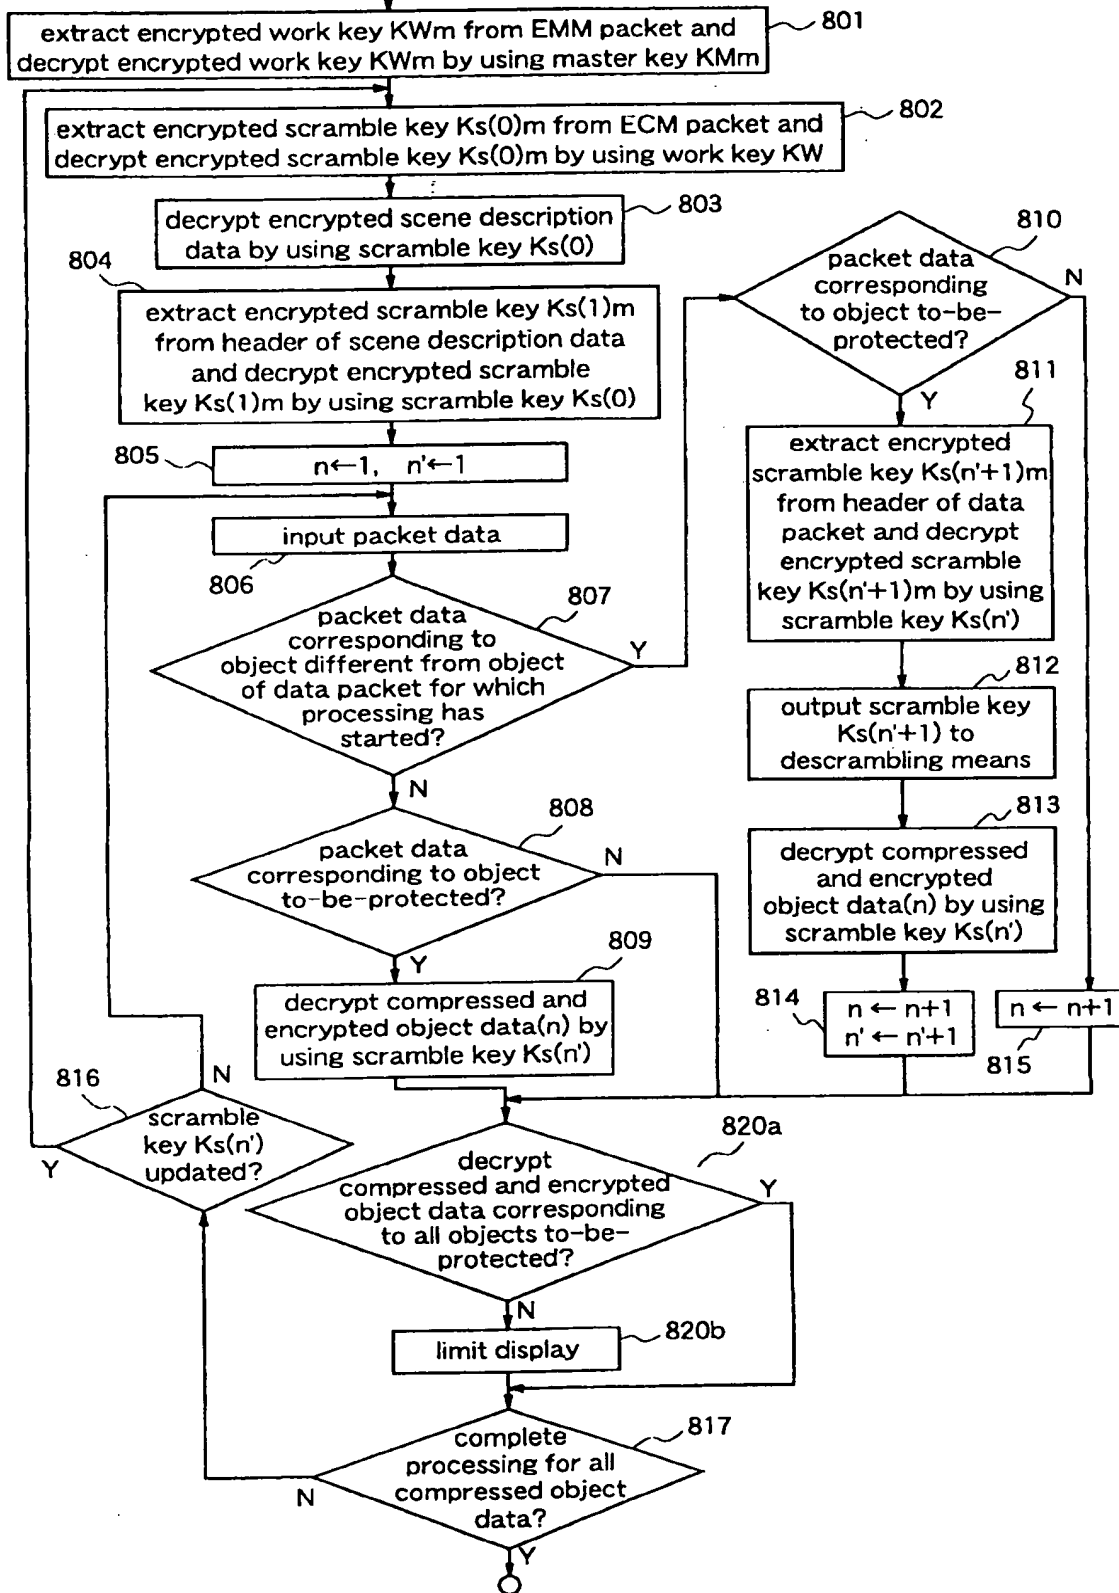 801
extract encrypted work key KWm from EMM packet and
decrypt encrypted work key KWm by using master key KMm
802
extract encrypted scramble key Ks(0)m from ECM packet and
decrypt encrypted scramble key Ks(0)m by using work key KW
803
decrypt encrypted scene description
data by using scramble key Ks(0)
804
extract encrypted scramble key Ks(1)m
from header of scene description data
and decrypt encrypted scramble
key Ks(1)m by using scramble key Ks(0)
805
n←1, n'←1
input packet data
806
807
packet data
corresponding to
object different from object
of data packet for which
processing has
started?
Y
N
808
packet data
corresponding to object
to-be-protected?
N
Y
809
decrypt compressed and
encrypted object data(n) by
using scramble key Ks(n')
810
packet data
corresponding
to object to-be-
protected?
N
Y
811
extract encrypted
scramble key Ks(n'+1)m
from header of data
packet and decrypt
encrypted scramble
key Ks(n'+1)m by using
scramble key Ks(n')
812
output scramble key
Ks(n'+1) to
descrambling means
813
decrypt compressed
and encrypted
object data(n) by using
scramble key Ks(n')
814
n ← n+1
n' ← n'+1
n ← n+1
815
816
N
scramble
key Ks(n')
updated?
Y
820a
decrypt
compressed and encrypted
object data corresponding
to all objects to-be-
protected?
Y
N
limit display
820b
817
complete
processing for all
compressed object
data?
N
Y